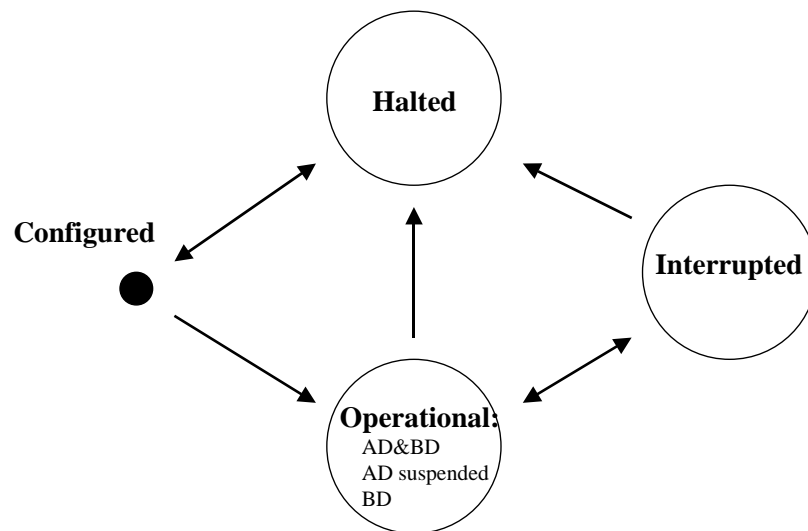 Halted
Configured
Interrupted
Operational:
AD&BD
AD suspended
BD